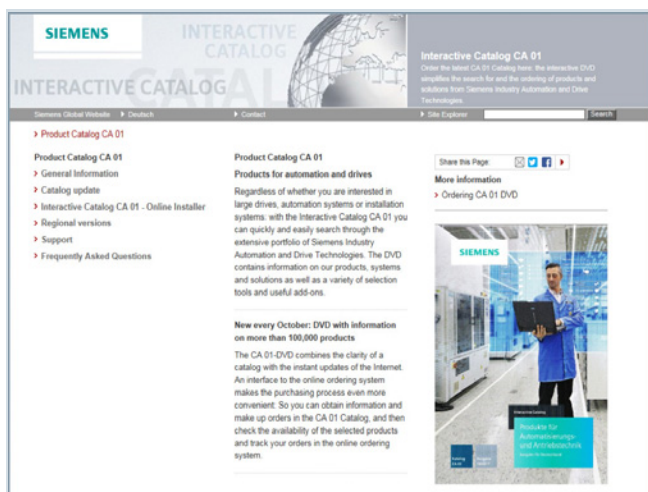 SIEMENS
INTERACTIVE
CATALOG
INTERACTIVE CATALOG
CATAL
Interactive Catalog CA 01
Order the latest CA 01 Catalog here: the interactive DVD
simplifies the search for and the ordering of products and
solutions from Siemens Industry Automation and Drive
Technologies.
Siemens Global Website
Deutsch
Contact
Site Explorer
Search
Product Catalog CA 01
Product Catalog CA 01
General Information
Catalog update
Interactive Catalog CA 01 - Online Installer
Regional versions
Support
Frequently Asked Questions
Product Catalog CA 01
Products for automation and drives
Regardless of whether you are interested in
large drives, automation systems or installation
systems: with the Interactive Catalog CA 01 you
can quickly and easily search through the
extensive portfolio of Siemens Industry
Automation and Drive Technologies. The DVD
contains information on our products, systems
and solutions as well as a variety of selection
tools and useful add-ons.
New every October: DVD with information
on more than 100,000 products
The CA 01-DVD combines the clarity of a
catalog with the instant updates of the Internet.
An interface to the online ordering system
makes the purchasing process even more
convenient: So you can obtain information and
make up orders in the CA 01 Catalog, and then
check the availability of the selected products
and track your orders in the online ordering
system.
Share this Page:
More information
Ordering CA 01 DVD
SIEMENS
Produkte für
Automatisierungs-
und Antriebstechnik